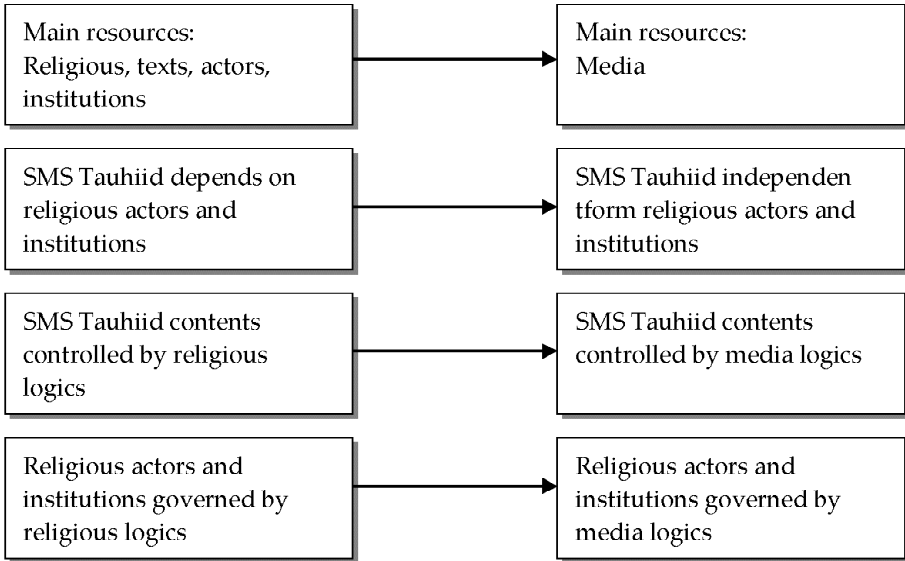 Main resources:
Religious, texts, actors,
institutions
Main resources:
Media
SMS Tauhiid depends on
religious actors and
institutions
SMS Tauhiid independen
tform religious actors and
institutions
SMS Tauhiid contents
controlled by religious
logics
SMS Tauhiid contents
controlled by media logics
Religious actors and
institutions governed by
religious logics
Religious actors and
institutions governed by
media logics